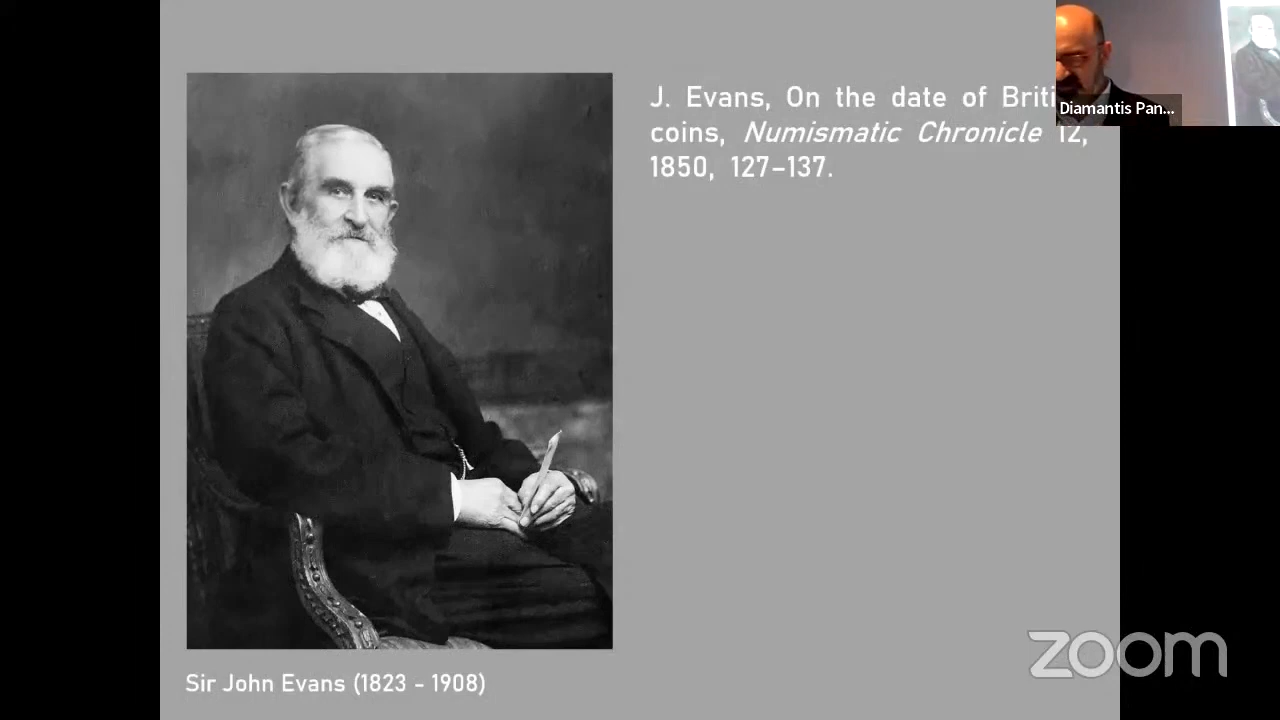 J. Evans, On the date of Briti
coins, Numismatic Chronicle 12,
1850, 127–137.
Diamantis Pan...
Sir John Evans (1823 - 1908)
zoom